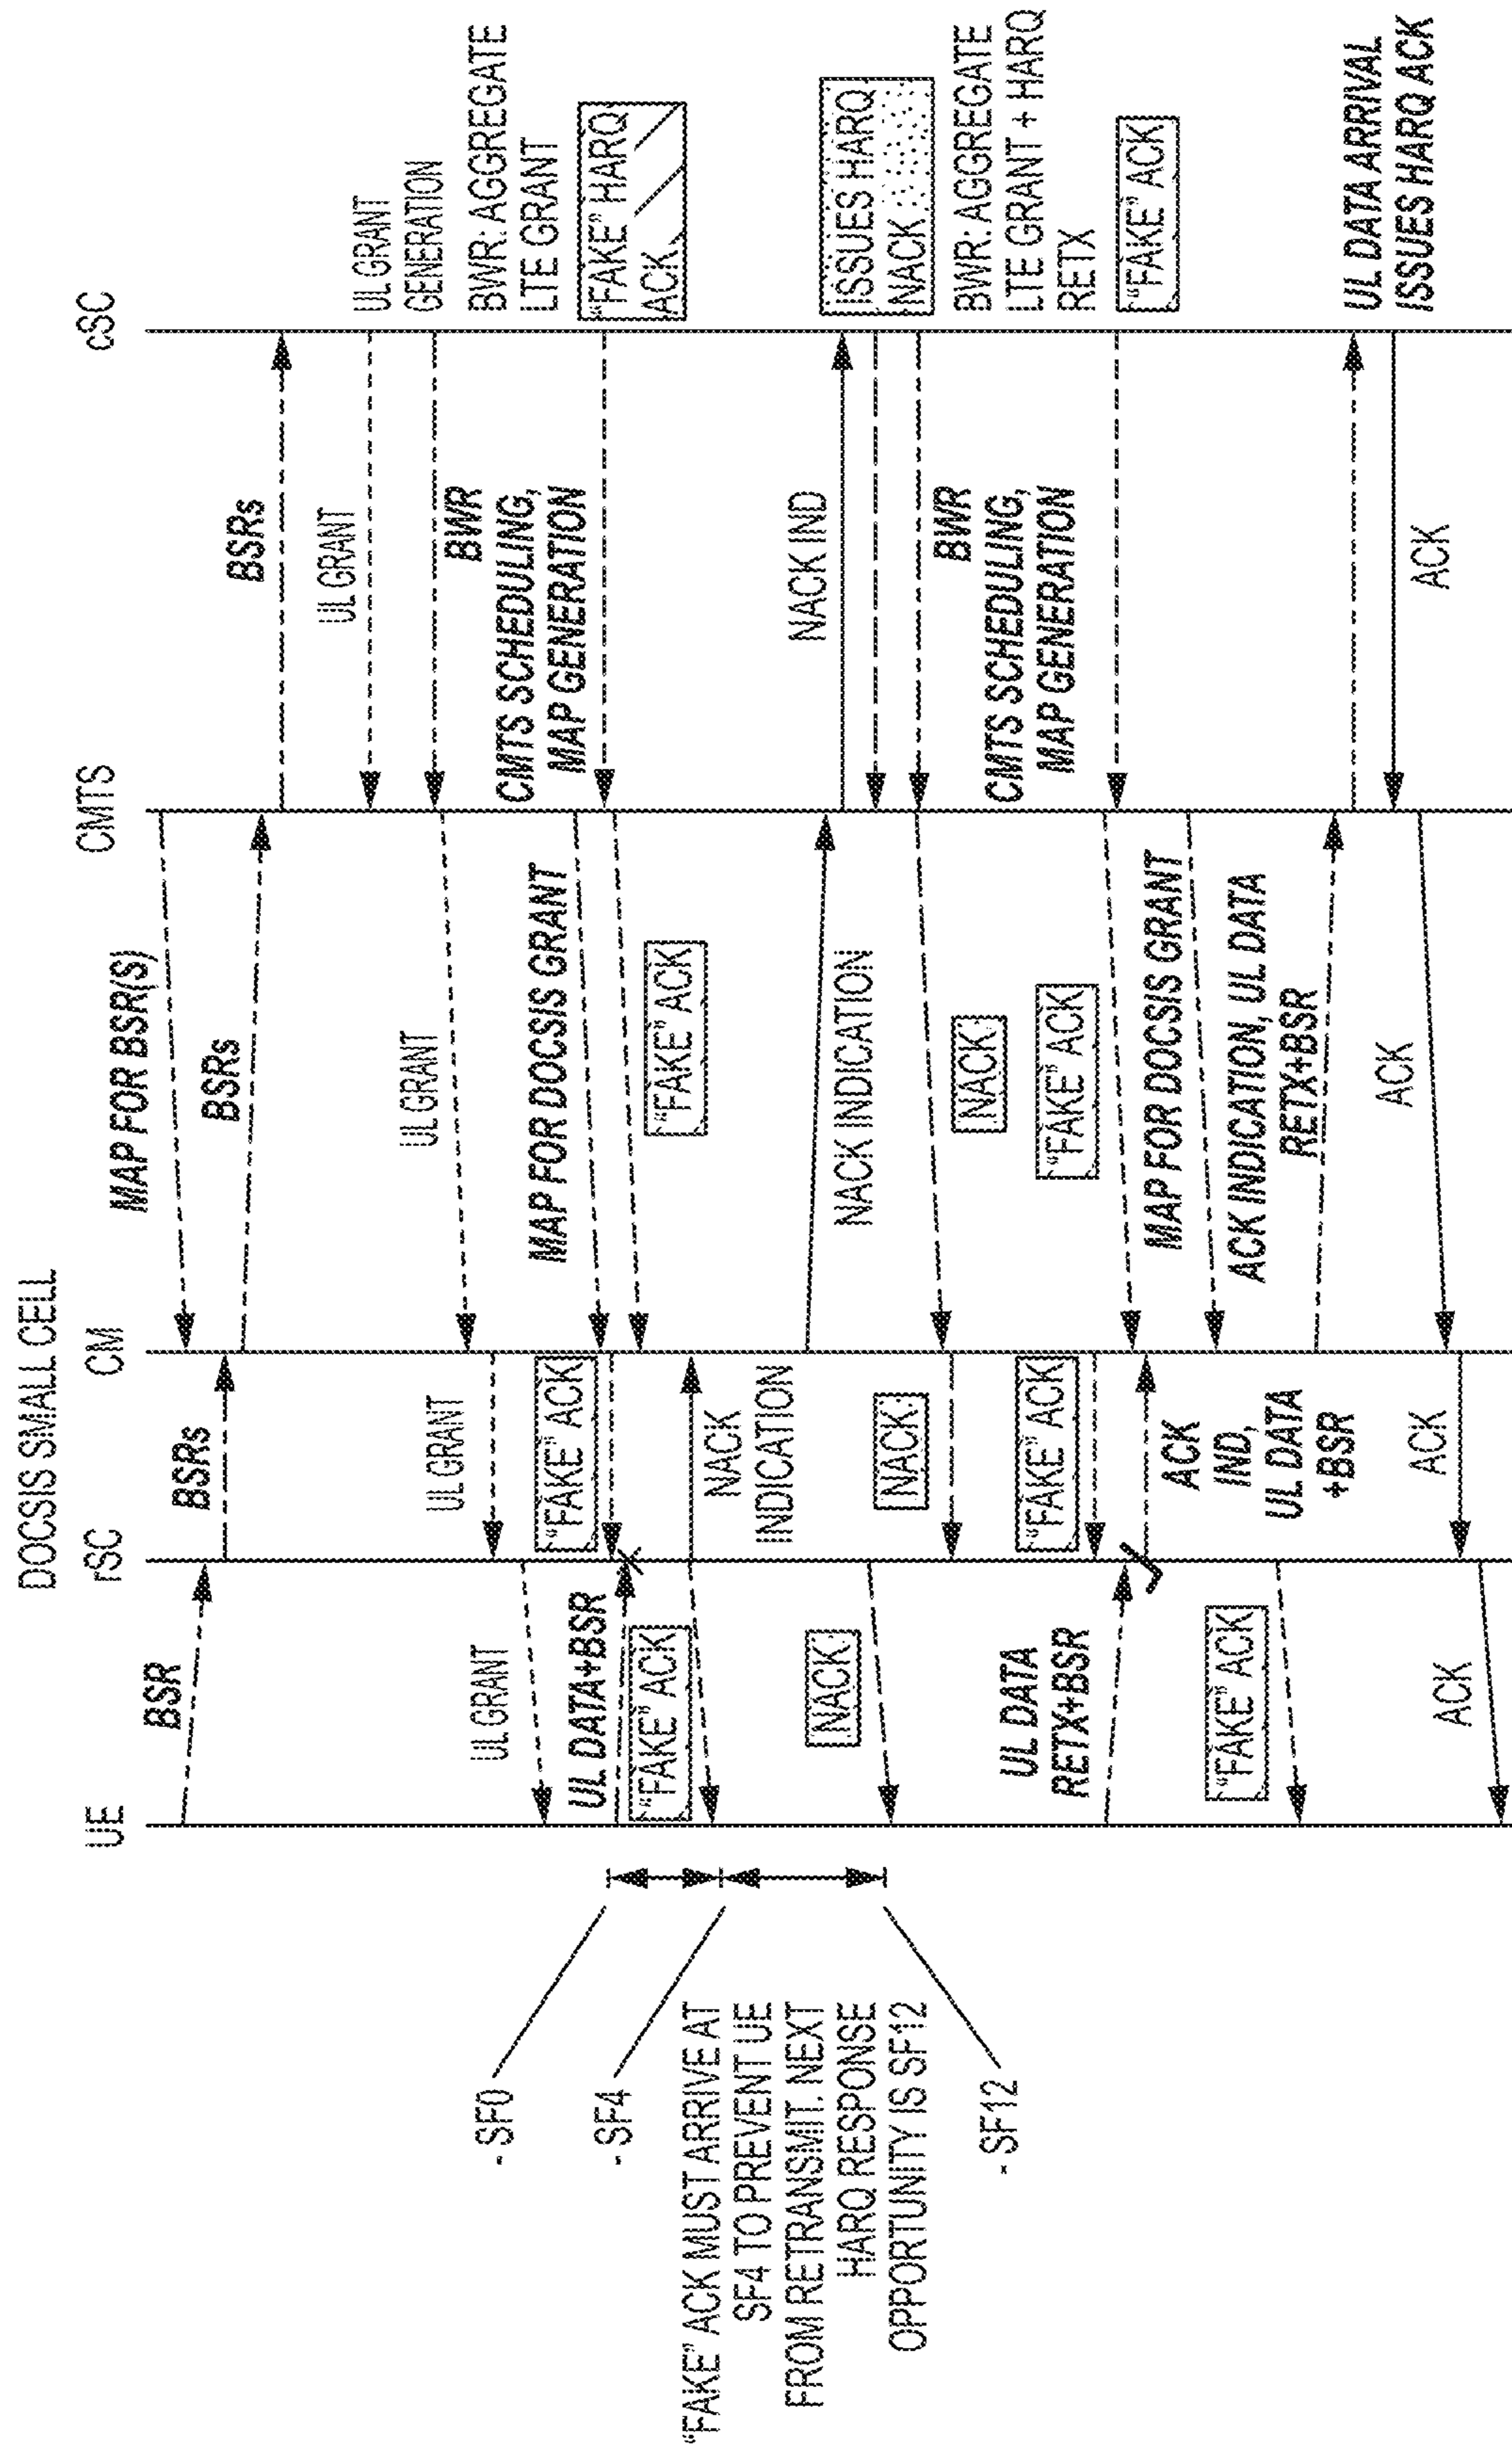 DOCSIS SMALL CELL
UE
rSC
CM
CMTS
cSC
MAP FOR BSR(S)
BSR
BSRs
BSRs
BSRs
UL GRANT
UL GRANT
GENERATION
UL GRANT
UL GRANT
UL GRANT
BWR: AGGREGATE
LTE GRANT
BWR
CMTS SCHEDULING,
MAP GENERATION
"FAKE" HARQ
ACK
MAP FOR DOCSIS GRANT
"FAKE" ACK
"FAKE" ACK
UL DATA+BSR
"FAKE" ACK
- SF0
- SF4
"FAKE" ACK MUST ARRIVE AT
SF4 TO PREVENT UE
FROM RETRANSMIT. NEXT
HARQ RESPONSE
OPPORTUNITY IS SF12
- SF12
NACK
INDICATION
NACK INDICATION
NACK IND
ISSUES HARQ
NACK
NACK
NACK
NACK
BWR: AGGREGATE
LTE GRANT + HARQ
RETX
BWR
CMTS SCHEDULING,
MAP GENERATION
"FAKE" ACK
"FAKE" ACK
"FAKE" ACK
UL DATA
RETX+BSR
MAP FOR DOCSIS GRANT
ACK
IND,
UL DATA
+BSR
ACK INDICATION, UL DATA
RETX+BSR
"FAKE" ACK
UL DATA ARRIVAL
ISSUES HARQ ACK
ACK
ACK
ACK
ACK